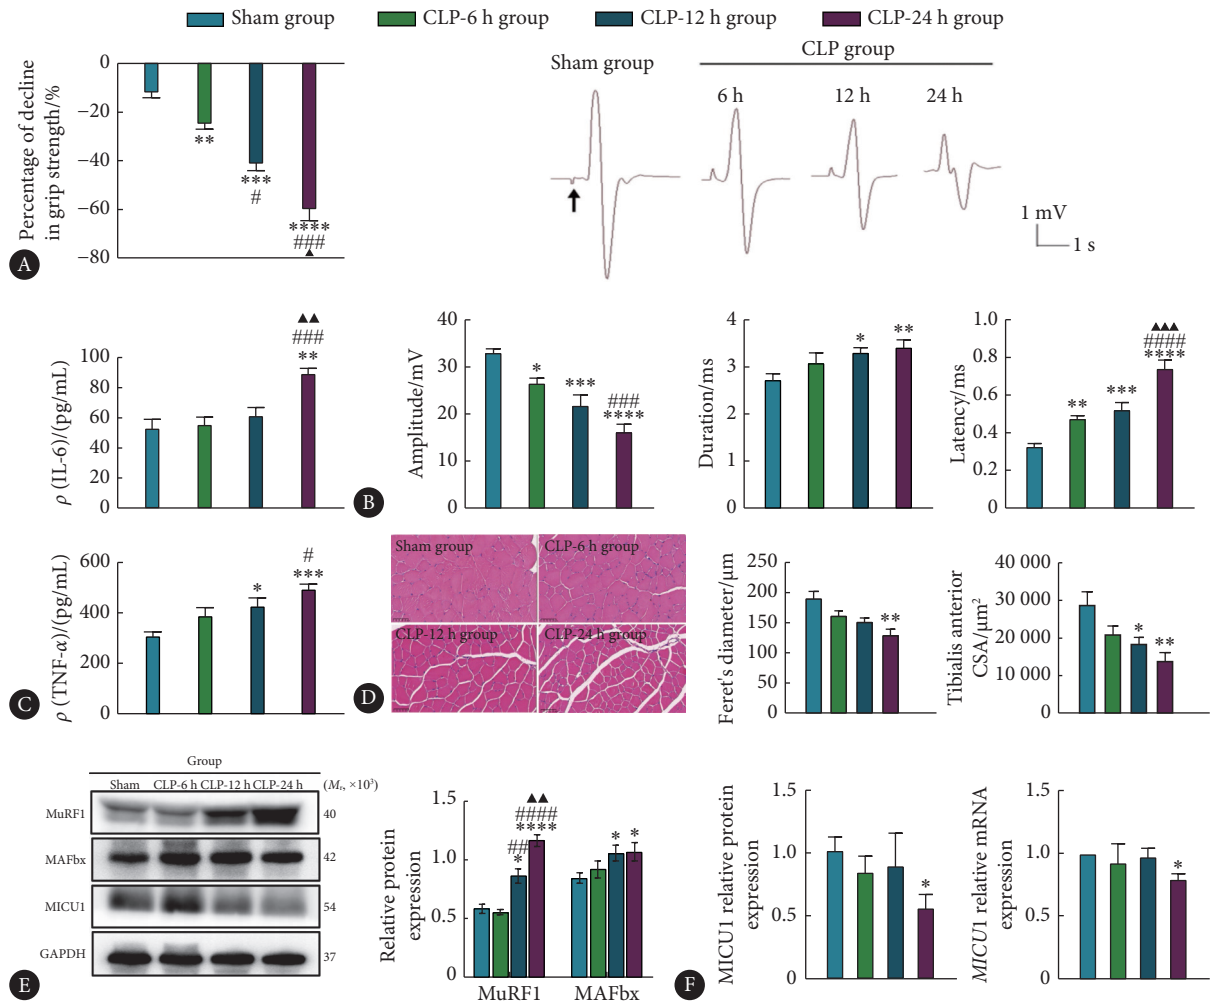 Sham group
CLP-6 h group
CLP-12 h group
CLP-24 h group
Percentage of decline
in grip strength/%
0
−20
−40
−60
−80
**
***
#
****
###
▲
A
Sham group
CLP group
6 h
12 h
24 h
1 mV
1 s
ρ (IL-6)/(pg/mL)
100
80
60
40
20
0
▲▲
###
**
B
Amplitude/mV
40
30
20
10
0
*
***
###
****
Duration/ms
4
3
2
1
0
*
**
Latency/ms
1.0
0.8
0.6
0.4
0.2
0
**
***
▲▲▲
####
****
C
ρ (TNF-α)/(pg/mL)
600
400
200
0
*
#
***
D
Sham group
CLP-6 h group
CLP-12 h group
CLP-24 h group
Feret's diameter/μm
250
200
150
100
50
0
**
Tibialis anterior
CSA/μm²
40 000
30 000
20 000
10 000
0
*
**
E
Group
Sham
CLP-6 h
CLP-12 h
CLP-24 h
(Mr, ×10³)
MuRF1
40
MAFbx
42
MICU1
54
GAPDH
37
Relative protein
expression
1.5
1.0
0.5
0.0
##
*
▲▲
####
****
*
*
MuRF1
MAFbx
F
MICU1 relative protein
expression
1.5
1.0
0.5
0
*
MICU1 relative mRNA
expression
1.5
1.0
0.5
0
*